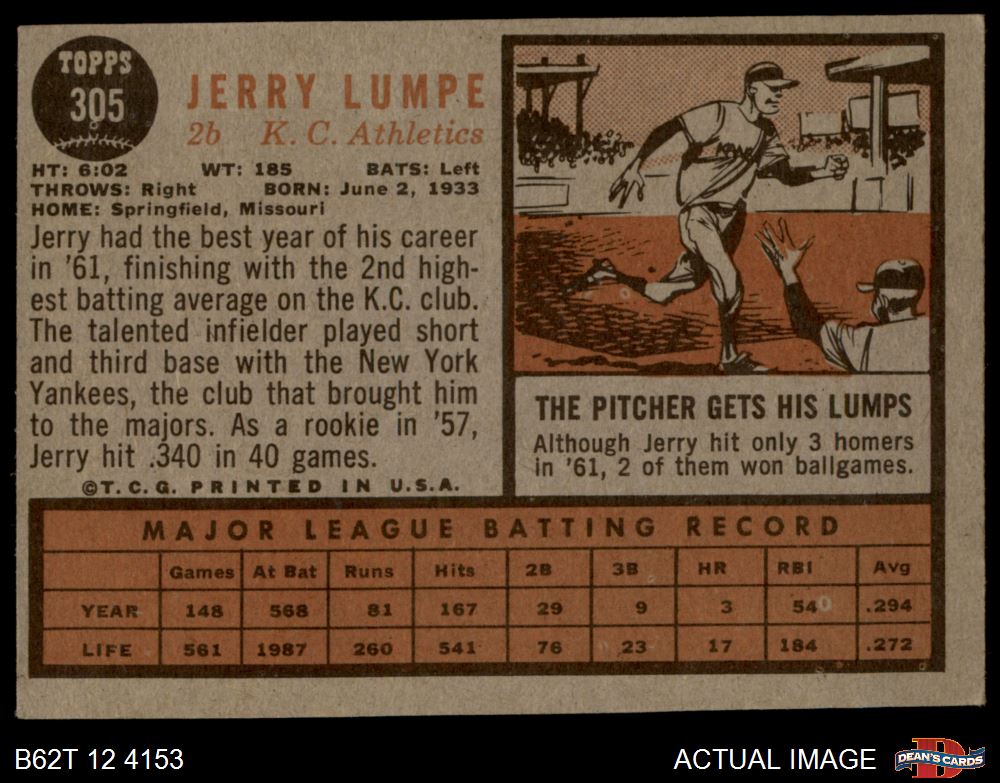 TOPPS
305
JERRY LUMPE
2b K. C. Athletics
HT: 6:02 WT: 185 BATS: Left
THROWS: Right BORN: June 2, 1933
HOME: Springfield, Missouri
Jerry had the best year of his career
in '61, finishing with the 2nd high-
est batting average on the K.C. club.
The talented infielder played short
and third base with the New York
Yankees, the club that brought him
to the majors. As a rookie in '57,
Jerry hit .340 in 40 games.
©T.C.G. PRINTED IN U.S.A.
THE PITCHER GETS HIS LUMPS
Although Jerry hit only 3 homers
in '61, 2 of them won ballgames.
MAJOR LEAGUE BATTING RECORD
Games At Bat Runs Hits 2B 3B HR RBI Avg
YEAR 148 568 81 167 29 9 3 54 .294
LIFE 561 1987 260 541 76 23 17 184 .272
B62T 12 4153 ACTUAL IMAGE
D
DEAN'S CARDS